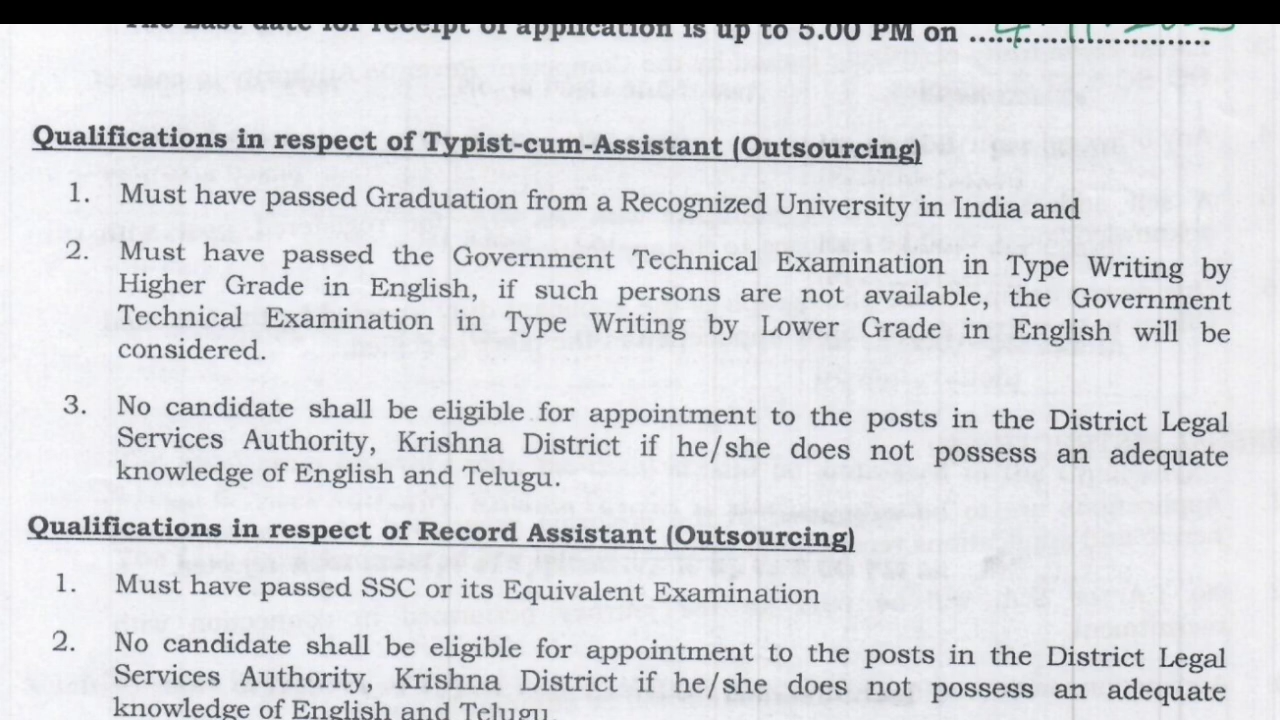 The Last date for receipt of application is up to 5.00 PM on ..............................
Qualifications in respect of Typist-cum-Assistant (Outsourcing)
1. Must have passed Graduation from a Recognized University in India and
2. Must have passed the Government Technical Examination in Type Writing by
Higher Grade in English, if such persons are not available, the Government
Technical Examination in Type Writing by Lower Grade in English will be
considered.
3. No candidate shall be eligible for appointment to the posts in the District Legal
Services Authority, Krishna District if he/she does not possess an adequate
knowledge of English and Telugu.
Qualifications in respect of Record Assistant (Outsourcing)
1. Must have passed SSC or its Equivalent Examination
2. No candidate shall be eligible for appointment to the posts in the District Legal
Services Authority, Krishna District if he/she does not possess an adequate
knowledge of English and Telugu.